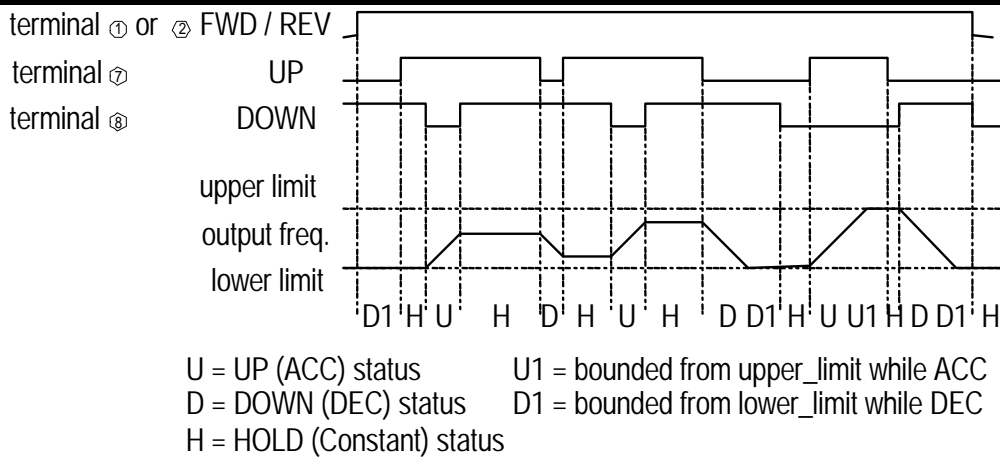 terminal ① or ② FWD / REV
terminal ⑦ UP
terminal ⑧ DOWN
upper limit
output freq.
lower limit
D1 H U H D H U H D D1 H U U1 H D D1 H
U = UP (ACC) status U1 = bounded from upper_limit while ACC
D = DOWN (DEC) status D1 = bounded from lower_limit while DEC
H = HOLD (Constant) status